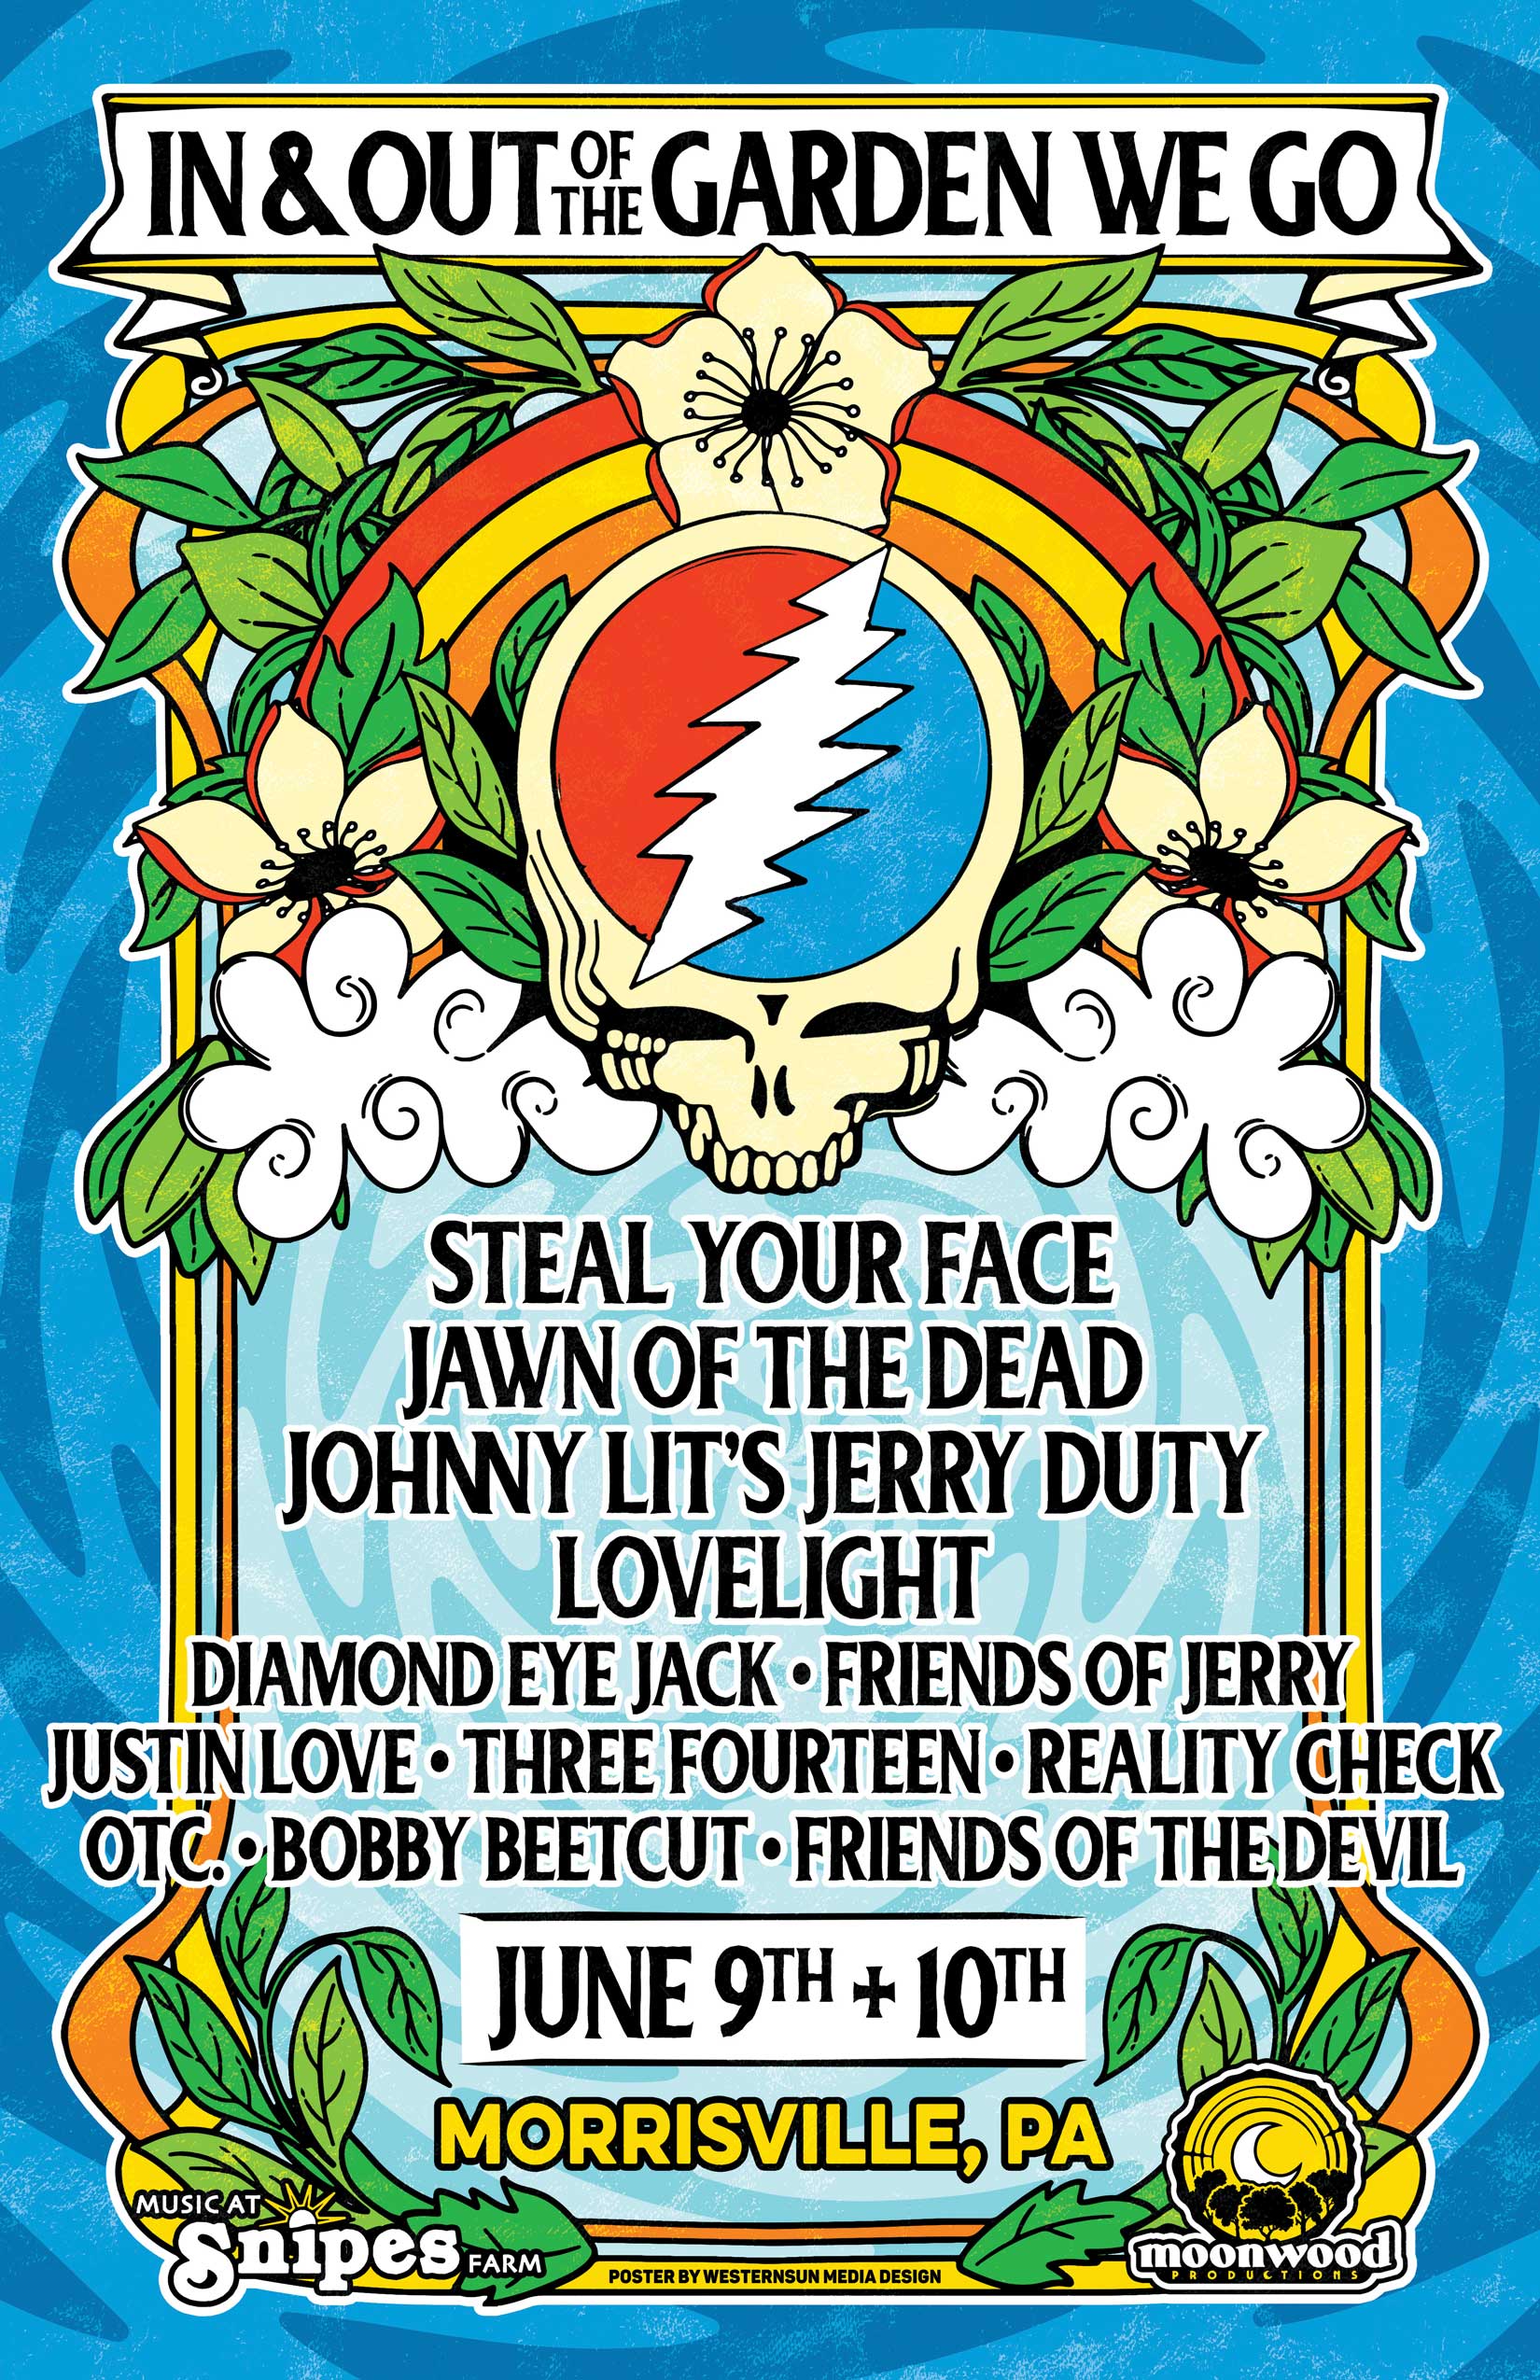 IN & OUT OF THE GARDEN WE GO
STEAL YOUR FACE
JAWN OF THE DEAD
JOHNNY LIT'S JERRY DUTY
LOVELIGHT
DIAMOND EYE JACK • FRIENDS OF JERRY
JUSTIN LOVE • THREE FOURTEEN • REALITY CHECK
OTC. • BOBBY BEETCUT • FRIENDS OF THE DEVIL
JUNE 9TH + 10TH
MORRISVILLE, PA
MUSIC AT
Snipes FARM
POSTER BY WESTERNSUN MEDIA DESIGN
moonwood
PRODUCTIONS